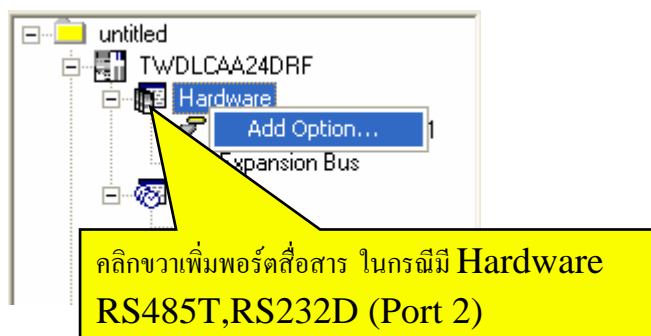 untitled
TWDLCAA24DRF
Hardware
Add Option...
1
Expansion Bus
คลิกขวาเพิ่มพอร์ตสื่อสาร ในกรณีมี Hardware
RS485T,RS232D (Port 2)